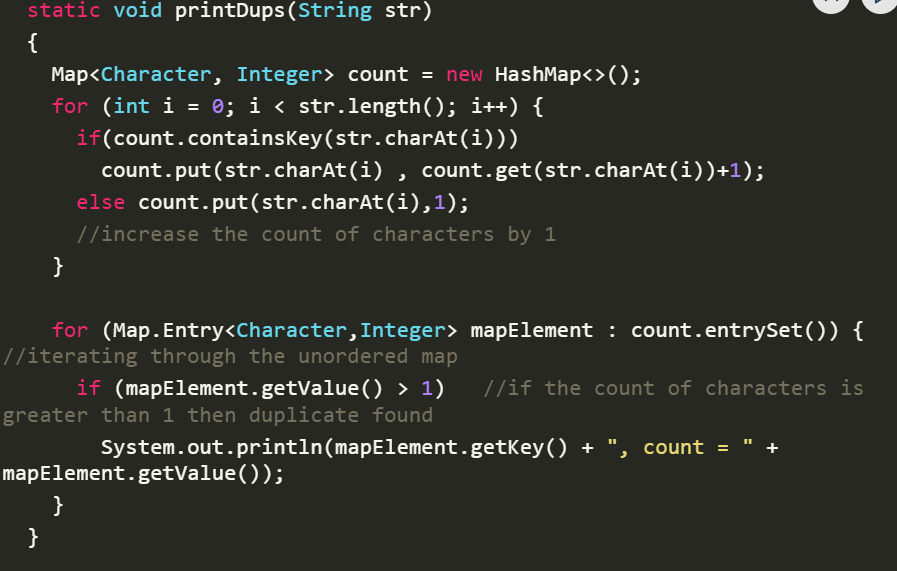 static void printDups(String str)
{
Map<Character, Integer> count = new HashMap<>();
for (int i = 0; i < str.length(); i++) {
if(count.containsKey(str.charAt(i)))
count.put(str.charAt(i) , count.get(str.charAt(i))+1);
else count.put(str.charAt(i),1);
//increase the count of characters by 1
}
for (Map.Entry<Character,Integer> mapElement : count.entrySet()) {
//iterating through the unordered map
if (mapElement.getValue() > 1) //if the count of characters is
greater than 1 then duplicate found
System.out.println(mapElement.getKey() + ", count = " +
mapElement.getValue());
}
}